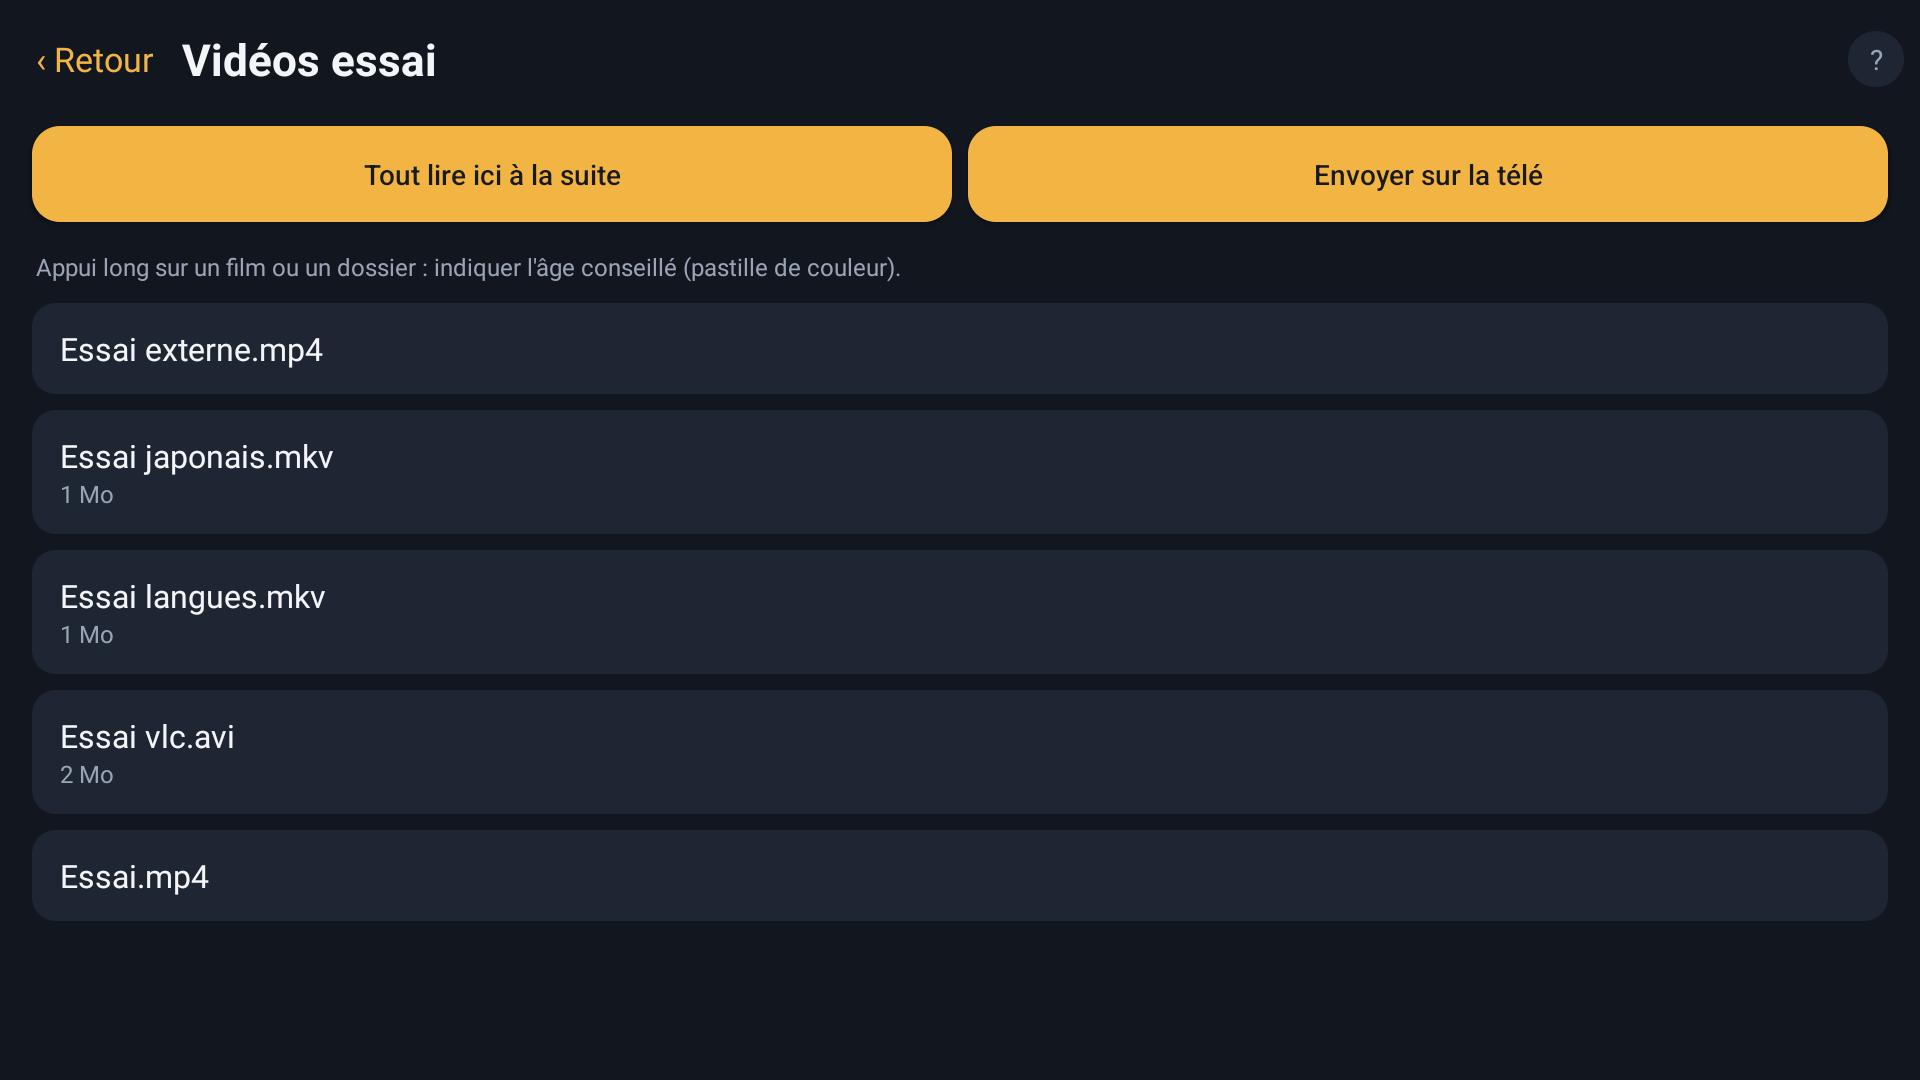 ‹ Retour
Vidéos essai
?
Tout lire ici à la suite
Envoyer sur la télé
Appui long sur un film ou un dossier : indiquer l'âge conseillé (pastille de couleur).
Essai externe.mp4
Essai japonais.mkv
1 Mo
Essai langues.mkv
1 Mo
Essai vlc.avi
2 Mo
Essai.mp4